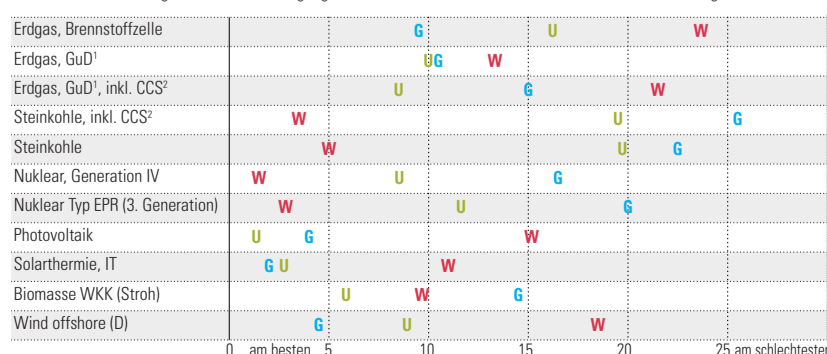 Erdgas, Brennstoffzelle G U W
Erdgas, GuD¹ U G W
Erdgas, GuD¹, inkl. CCS² U G W
Steinkohle, inkl. CCS² W U G
Steinkohle W U G
Nuklear, Generation IV W U G
Nuklear Typ EPR (3. Generation) W U G
Photovoltaik U G W
Solarthermie, IT G U W
Biomasse WKK (Stroh) U W G
Wind offshore (D) G U W
0 am besten 5 10 15 20 25 am schlechtesten